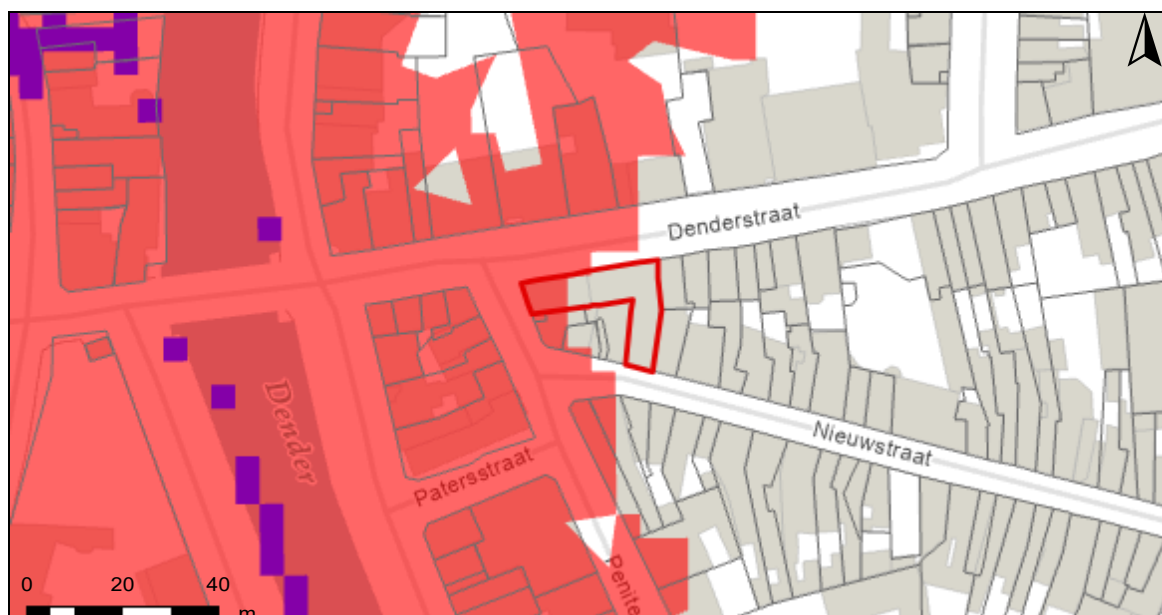 Denderstraat
Dender
Nieuwstraat
Patersstraat
Penite
0 20 40
m